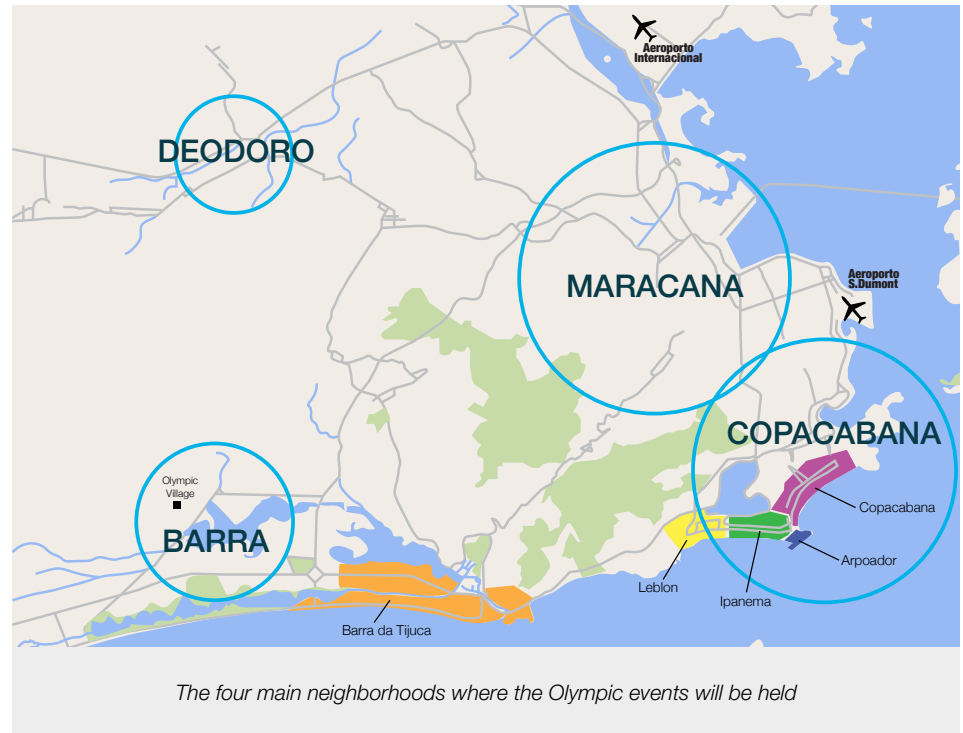 Aeroporto
Internacional
DEODORO
MARACANA
Aeroporto
S.Dumont
COPACABANA
Olympic
Village
BARRA
Copacabana
Arpoador
Leblon
Ipanema
Barra da Tijuca
The four main neighborhoods where the Olympic events will be held